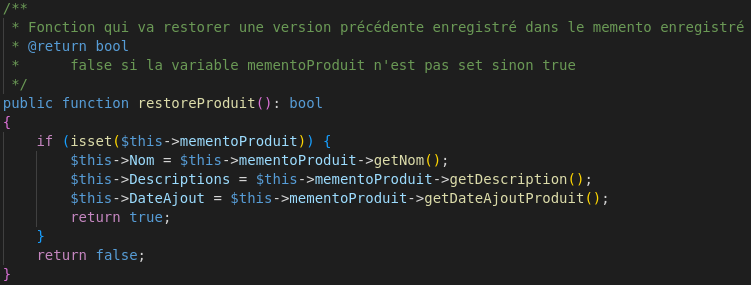 /**
 * Fonction qui va restorer une version précédente enregistré dans le memento enregistré
 * @return bool
 *      false si la variable mementoProduit n'est pas set sinon true
 */
public function restoreProduit(): bool
{
    if (isset($this->mementoProduit)) {
        $this->Nom = $this->mementoProduit->getNom();
        $this->Descriptions = $this->mementoProduit->getDescription();
        $this->DateAjout = $this->mementoProduit->getDateAjoutProduit();
        return true;
    }
    return false;
}